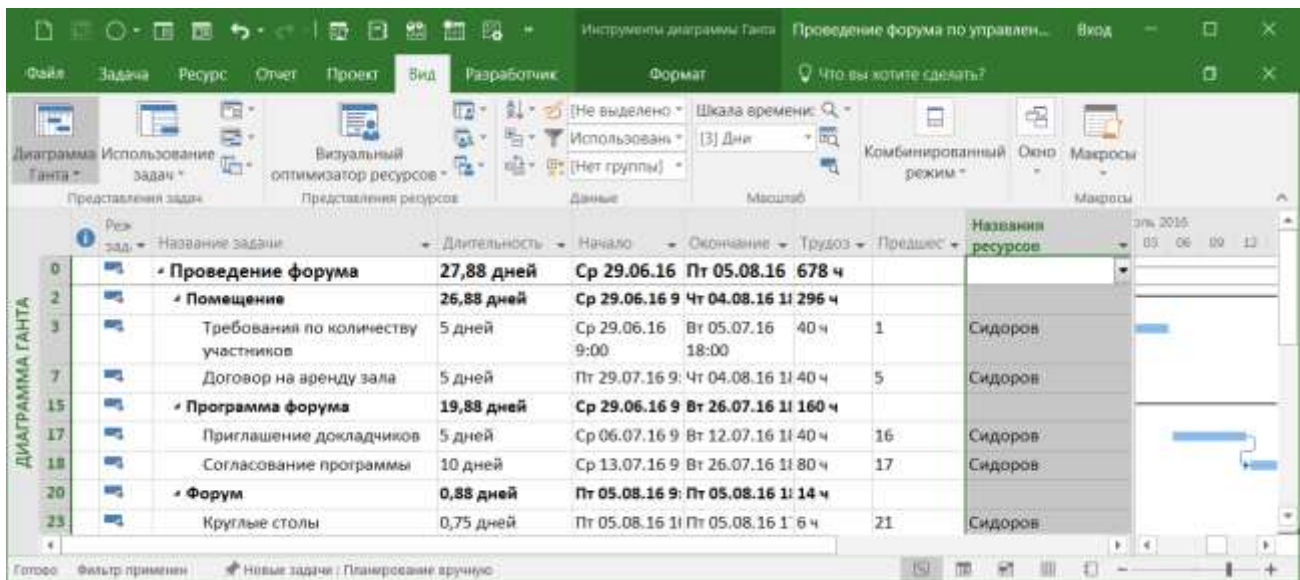 Инструменты диаграммы Ганта Проведение форума по управлен... Вход
Файл Задача Ресурс Отчет Проект Вид Разработчик Формат Что вы хотите сделать?
[Не выделено Шкала времени:
Диаграмма Использование Визуальный Использовань [3] Дни Комбинированный Окно Макросы
Ганта задач оптимизатор ресурсов [Нет группы] режим
Представления задач Представления ресурсов Данные Масштаб Макросы
Реж зад. Название задачи Длительность Начало Окончание Трудоз Предшес Названия ресурсов 2016
03 06 09 12
0 Проведение форума 27,88 дней Ср 29.06.16 Пт 05.08.16 678 ч
2 Помещение 26,88 дней Ср 29.06.16 9 Чт 04.08.16 296 ч
3 Требования по количеству 5 дней Ср 29.06.16 Вт 05.07.16 40 ч 1 Сидоров
участников 9:00 18:00
7 Договор на аренду зала 5 дней Пт 29.07.16 9: Чт 04.08.16 40 ч 5 Сидоров
15 Программа форума 19,88 дней Ср 29.06.16 9 Вт 26.07.16 160 ч
17 Приглашение докладчиков 5 дней Ср 06.07.16 9 Вт 12.07.16 40 ч 16 Сидоров
18 Согласование программы 10 дней Ср 13.07.16 9 Вт 26.07.16 80 ч 17 Сидоров
20 Форум 0,88 дней Пт 05.08.16 9: Пт 05.08.16 14 ч
23 Круглые столы 0,75 дней Пт 05.08.16 Пт 05.08.16 6 ч 21 Сидоров
ДИАГРАММА ГАНТА
Готово Фильтр применен Новые задачи : Планирование вручную